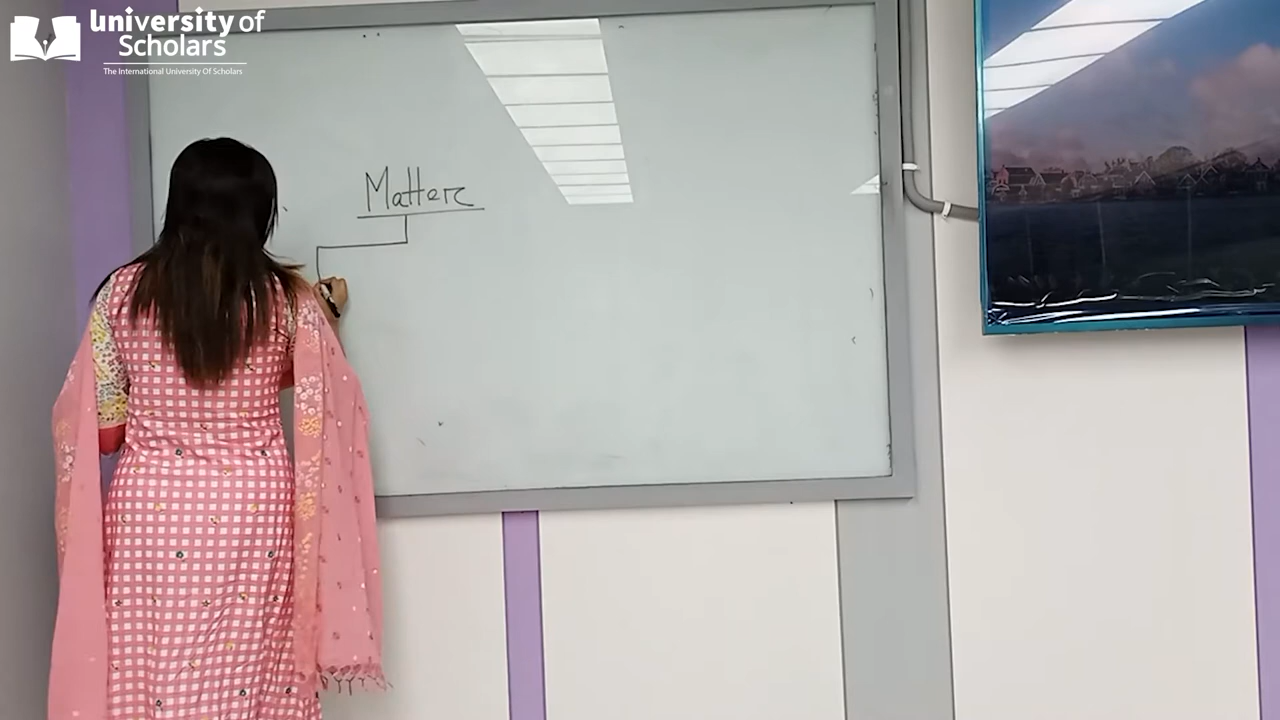 university of
Scholars
The International University Of Scholars
Matter